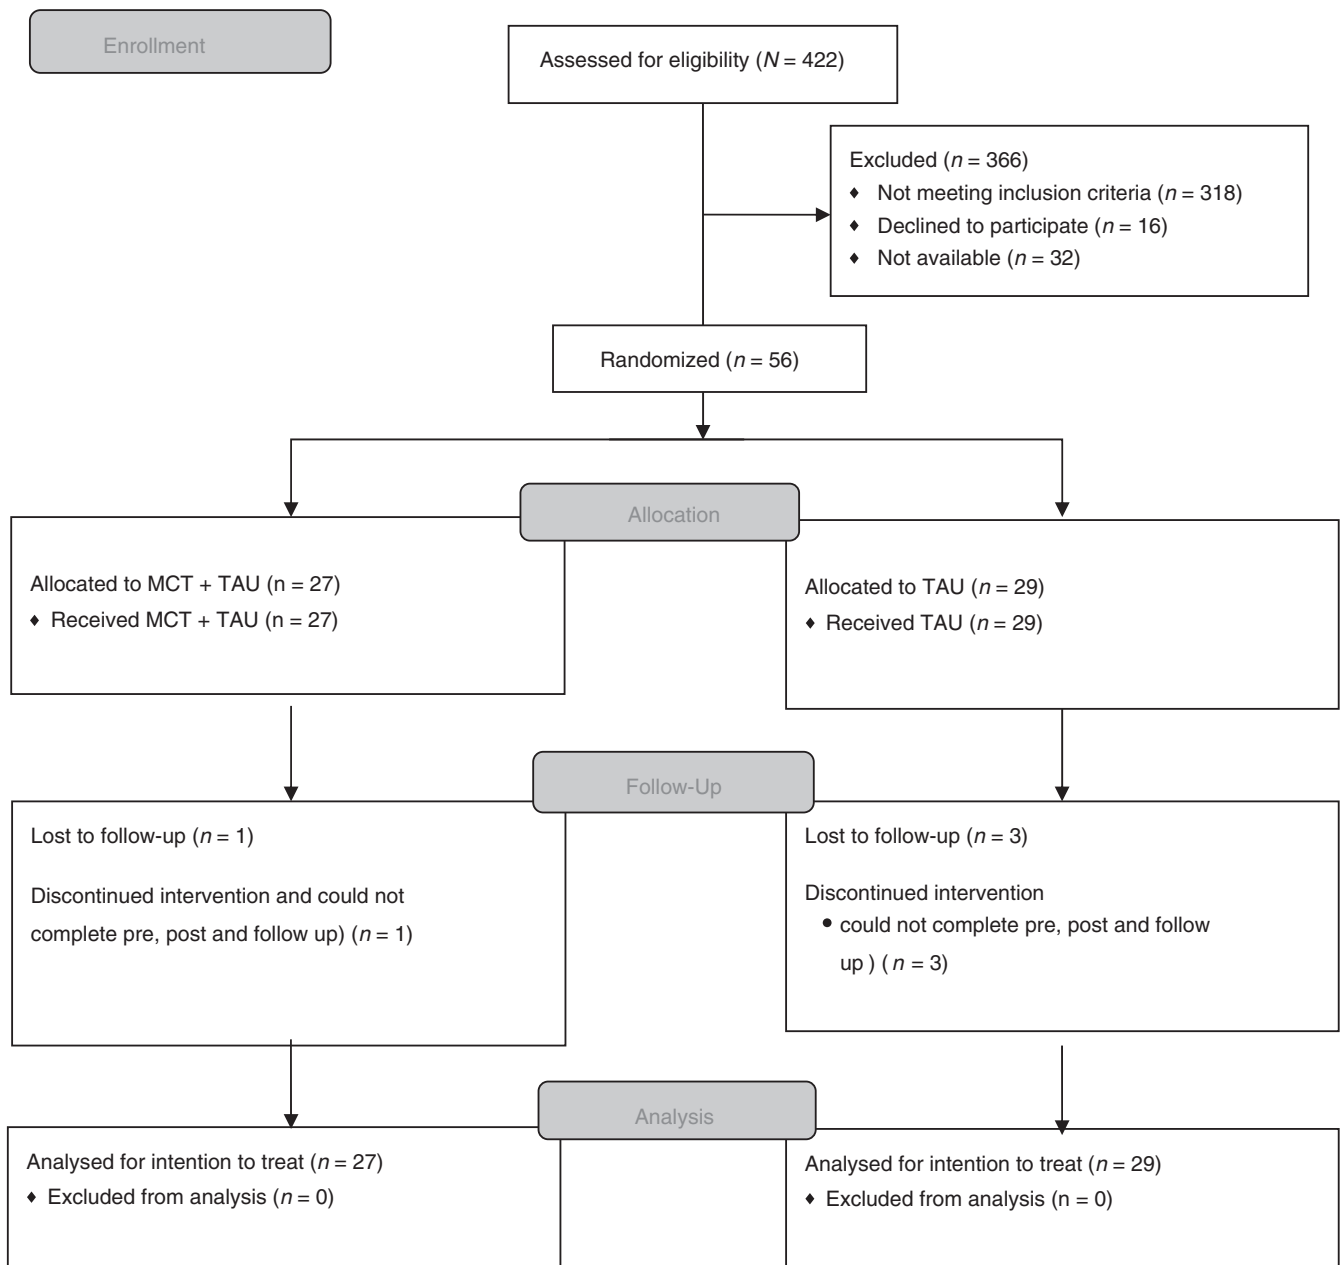 Enrollment
Assessed for eligibility (N = 422)
Excluded (n = 366)
♦ Not meeting inclusion criteria (n = 318)
♦ Declined to participate (n = 16)
♦ Not available (n = 32)
Randomized (n = 56)
Allocation
Allocated to MCT + TAU (n = 27)
♦ Received MCT + TAU (n = 27)
Allocated to TAU (n = 29)
♦ Received TAU (n = 29)
Follow-Up
Lost to follow-up (n = 1)
Discontinued intervention and could not
complete pre, post and follow up) (n = 1)
Lost to follow-up (n = 3)
Discontinued intervention
• could not complete pre, post and follow
up ) ( n = 3)
Analysis
Analysed for intention to treat (n = 27)
♦ Excluded from analysis (n = 0)
Analysed for intention to treat (n = 29)
♦ Excluded from analysis (n = 0)